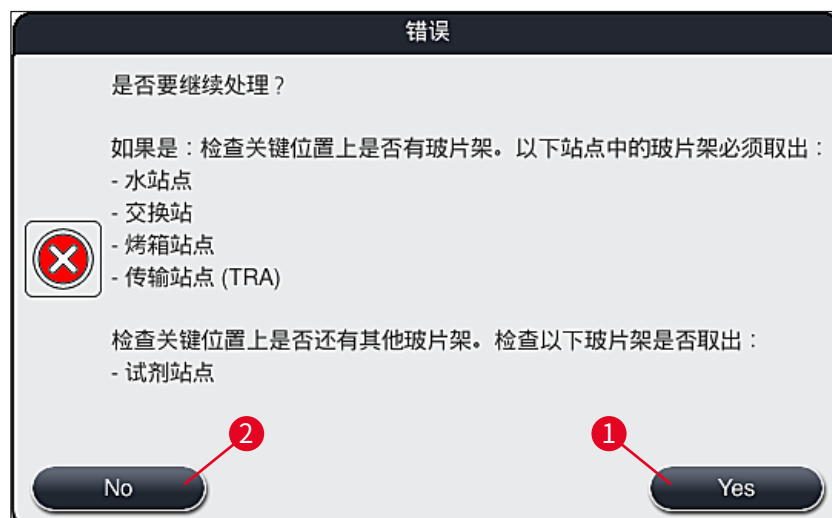 错误
是否要继续处理？
如果是：检查关键位置上是否有玻片架。以下站点中的玻片架必须取出：
- 水站点
- 交换站
- 烤箱站点
- 传输站点 (TRA)
检查关键位置上是否还有其他玻片架。检查以下玻片架是否取出：
- 试剂站点
2
1
No
Yes